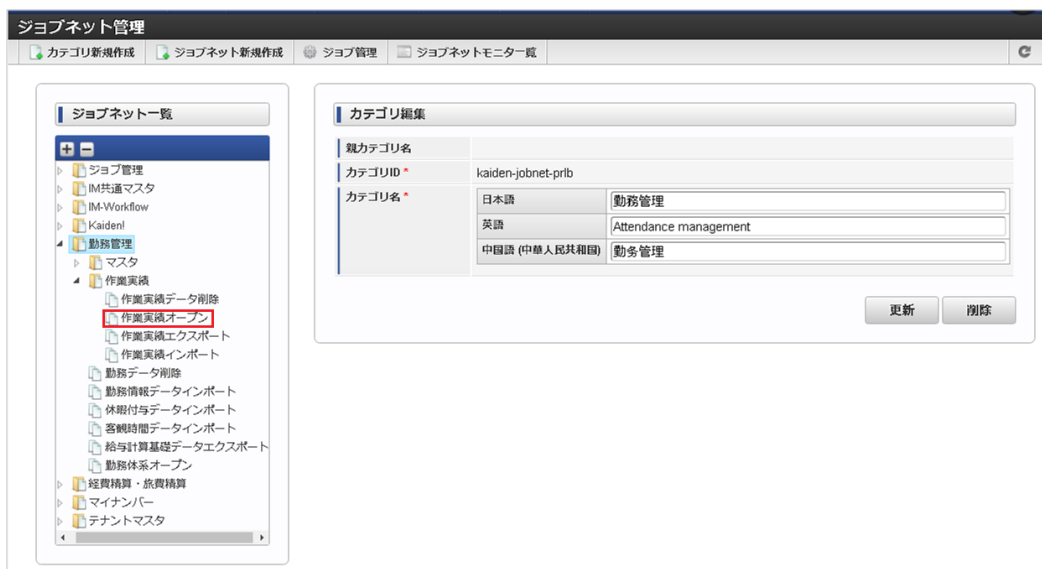 ジョブネット管理
カテゴリ新規作成 ジョブネット新規作成 ジョブ管理 ジョブネットモニタ一覧
ジョブネット一覧
ジョブ管理
IM共通マスタ
IM-Workflow
Kaiden!
勤務管理
マスタ
作業実績
作業実績データ削除
作業実績オープン
作業実績エクスポート
作業実績インポート
勤務データ削除
勤務情報データインポート
休暇付与データインポート
客観時間データインポート
給与計算基礎データエクスポート
勤務体系オープン
経費精算・旅費精算
マイナンバー
テナントマスタ
カテゴリ編集
親カテゴリ名
カテゴリID * kaiden-jobnet-prlb
カテゴリ名 * 日本語 勤務管理
英語 Attendance management
中国語 (中華人民共和国) 勤务管理
更新 削除